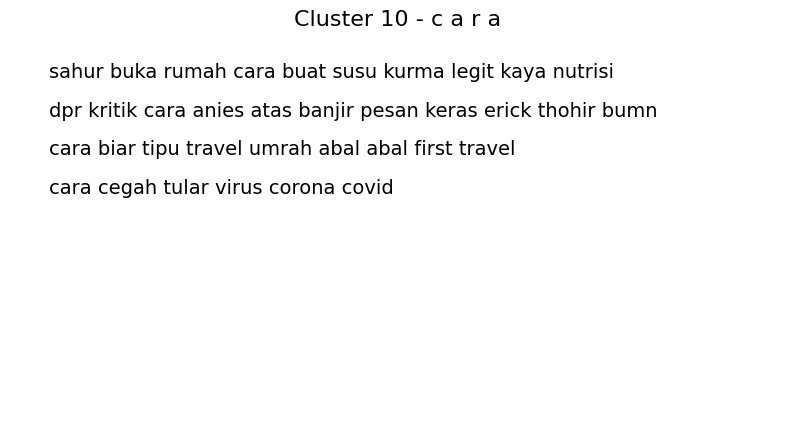 Cluster 10 - c a r a
sahur buka rumah cara buat susu kurma legit kaya nutrisi
dpr kritik cara anies atas banjir pesan keras erick thohir bumn
cara biar tipu travel umrah abal abal first travel
cara cegah tular virus corona covid